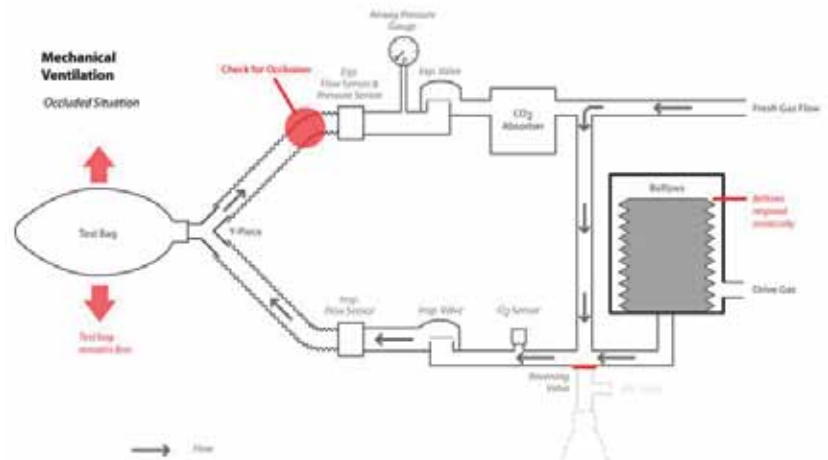 Airway Pressure
Gauge
Mechanical
Ventilation
Occluded Situation
Check for Occlusion
Exp.
Flow Sensor &
Pressure Sensor
Exp. Valve
CO2
Absorber
Fresh Gas Flow
Bellows
Bellows
respond
Test Bag
Y-Piece
Drive Gas
Insp.
Flow Sensor
Insp. Valve
O2 Sensor
Test bag
remains firm
Reversing
Valve
Flow